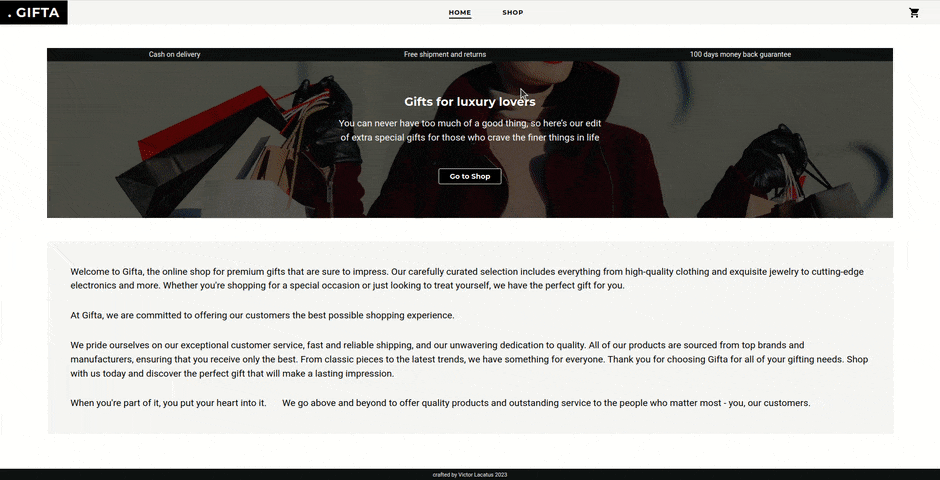 . GIFTA
HOME SHOP
Cash on delivery Free shipment and returns 100 days money back guarantee
Gifts for luxury lovers
You can never have too much of a good thing, so here's our edit
of extra special gifts for those who crave the finer things in life
Go to Shop
Welcome to Gifta, the online shop for premium gifts that are sure to impress. Our carefully curated selection includes everything from high-quality clothing and exquisite jewelry to cutting-edge
electronics and more. Whether you're shopping for a special occasion or just looking to treat yourself, we have the perfect gift for you.
At Gifta, we are committed to offering our customers the best possible shopping experience.
We pride ourselves on our exceptional customer service, fast and reliable shipping, and our unwavering dedication to quality. All of our products are sourced from top brands and
manufacturers, ensuring that you receive only the best. From classic pieces to the latest trends, we have something for everyone. Thank you for choosing Gifta for all of your gifting needs. Shop
with us today and discover the perfect gift that will make a lasting impression.
When you're part of it, you put your heart into it. We go above and beyond to offer quality products and outstanding service to the people who matter most - you, our customers.
crafted by Victor Lacatus 2023